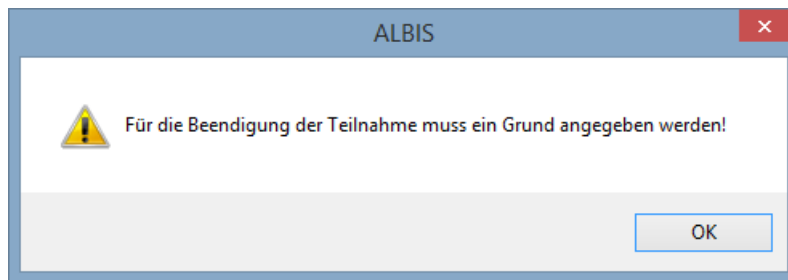 ALBIS
Für die Beendigung der Teilnahme muss ein Grund angegeben werden!
OK